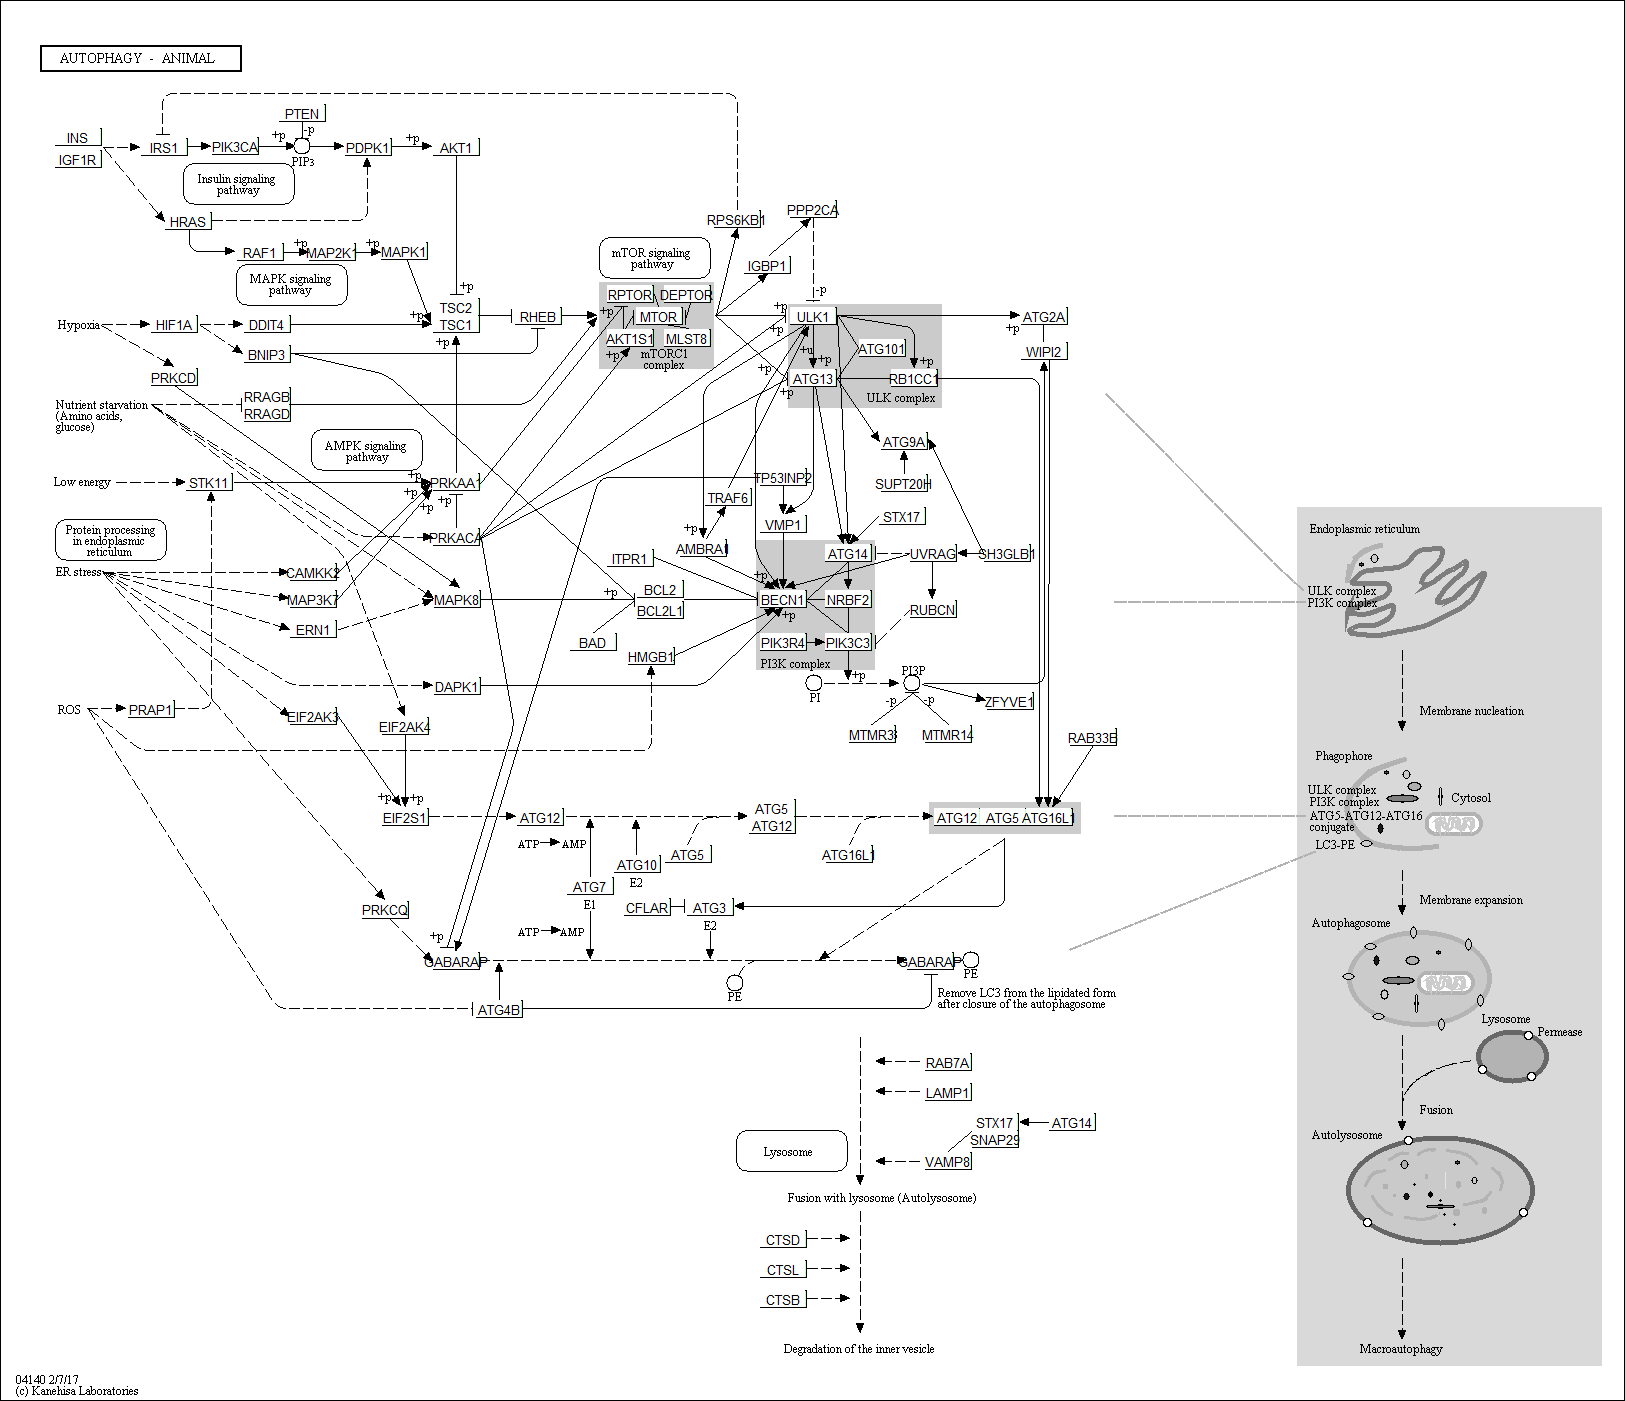 AUTOPHAGY - ANIMAL
PTEN
+p
-p
+p
INS
IGF1R
IRS1
PIK3CA
PIP3
PDPK1
AKT1
Insulin signaling
pathway
HRAS
RPS6KB1
PPP2CA
+p
+p
RAF1
MAP2K1
MAPK1
mTOR signaling
pathway
IGBP1
MAPK signaling
pathway
+p
-p
RPTOR
DEPTOR
TSC2
TSC1
+p
+p
RHEB
+p
MTOR
AKT1S1
MLST8
+p
mTORC1
complex
+p
+p
ULK1
ATG2A
+p
WIPI2
Hypoxia
HIF1A
DDIT4
BNIP3
+u
+p
ATG101
+p
PRKCD
+p
+p
ATG13
RB1CC1
ULK complex
Nutrient starvation
(Amino acids,
glucose)
RRAGB
RRAGD
AMPK signaling
pathway
ATG9A
Low energy
STK11
+p
+p
+p
PRKAA1
TP53INP2
SUPT20H
TRAF6
Protein processing
in endoplasmic
reticulum
PRKACA
VMP1
STX17
+p
AMBRA1
ATG14
UVRAG
SH3GLB1
ER stress
CAMKK2
ITPR1
+p
MAP3K7
MAPK8
+p
BCL2
BCL2L1
BECN1
NRBF2
+p
RUBCN
ERN1
BAD
HMGB1
PIK3R4
PIK3C3
PI3K complex
+p
DAPK1
PI
PI3P
ZFYVE1
-p
-p
ROS
PRAP1
EIF2AK3
EIF2AK4
MTMR3
MTMR14
RAB33B
+p
+p
EIF2S1
ATG12
ATG5
ATG12
ATG12
ATG5
ATG16L1
ATP
AMP
ATG10
E2
ATG5
ATG16L1
ATG7
E1
PRKCQ
CFLAR
ATG3
E2
ATP
AMP
+p
GABARAP
PE
GABARAP
PE
ATG4B
Remove LC3 from the lipidated form
after closure of the autophagosome
RAB7A
LAMP1
STX17
SNAP29
ATG14
VAMP8
Lysosome
Fusion with lysosome (Autolysosome)
CTSD
CTSL
CTSB
Degradation of the inner vesicle
Endoplasmic reticulum
ULK complex
PI3K complex
Membrane nucleation
Phagophore
ULK complex
PI3K complex
ATG5-ATG12-ATG16
conjugate
LC3-PE
Cytosol
Membrane expansion
Autophagosome
Lysosome
Permease
Fusion
Autolysosome
Macroautophagy
04140 2/7/17
(c) Kanehisa Laboratories